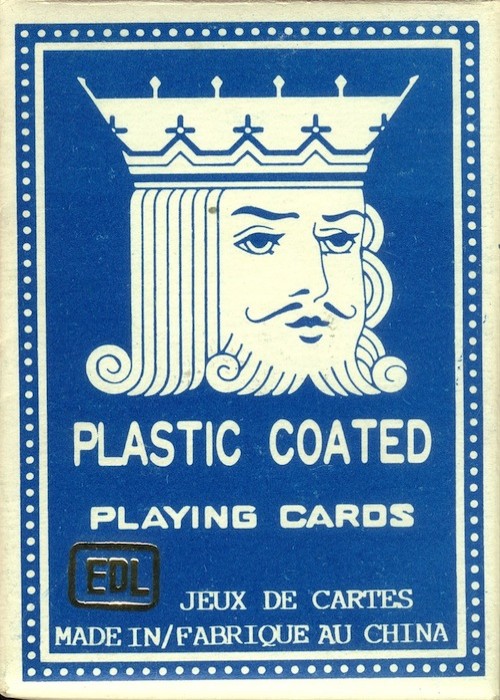 PLASTIC COATED
PLAYING CARDS
EDL
JEUX DE CARTES
MADE IN/FABRIQUE AU CHINA